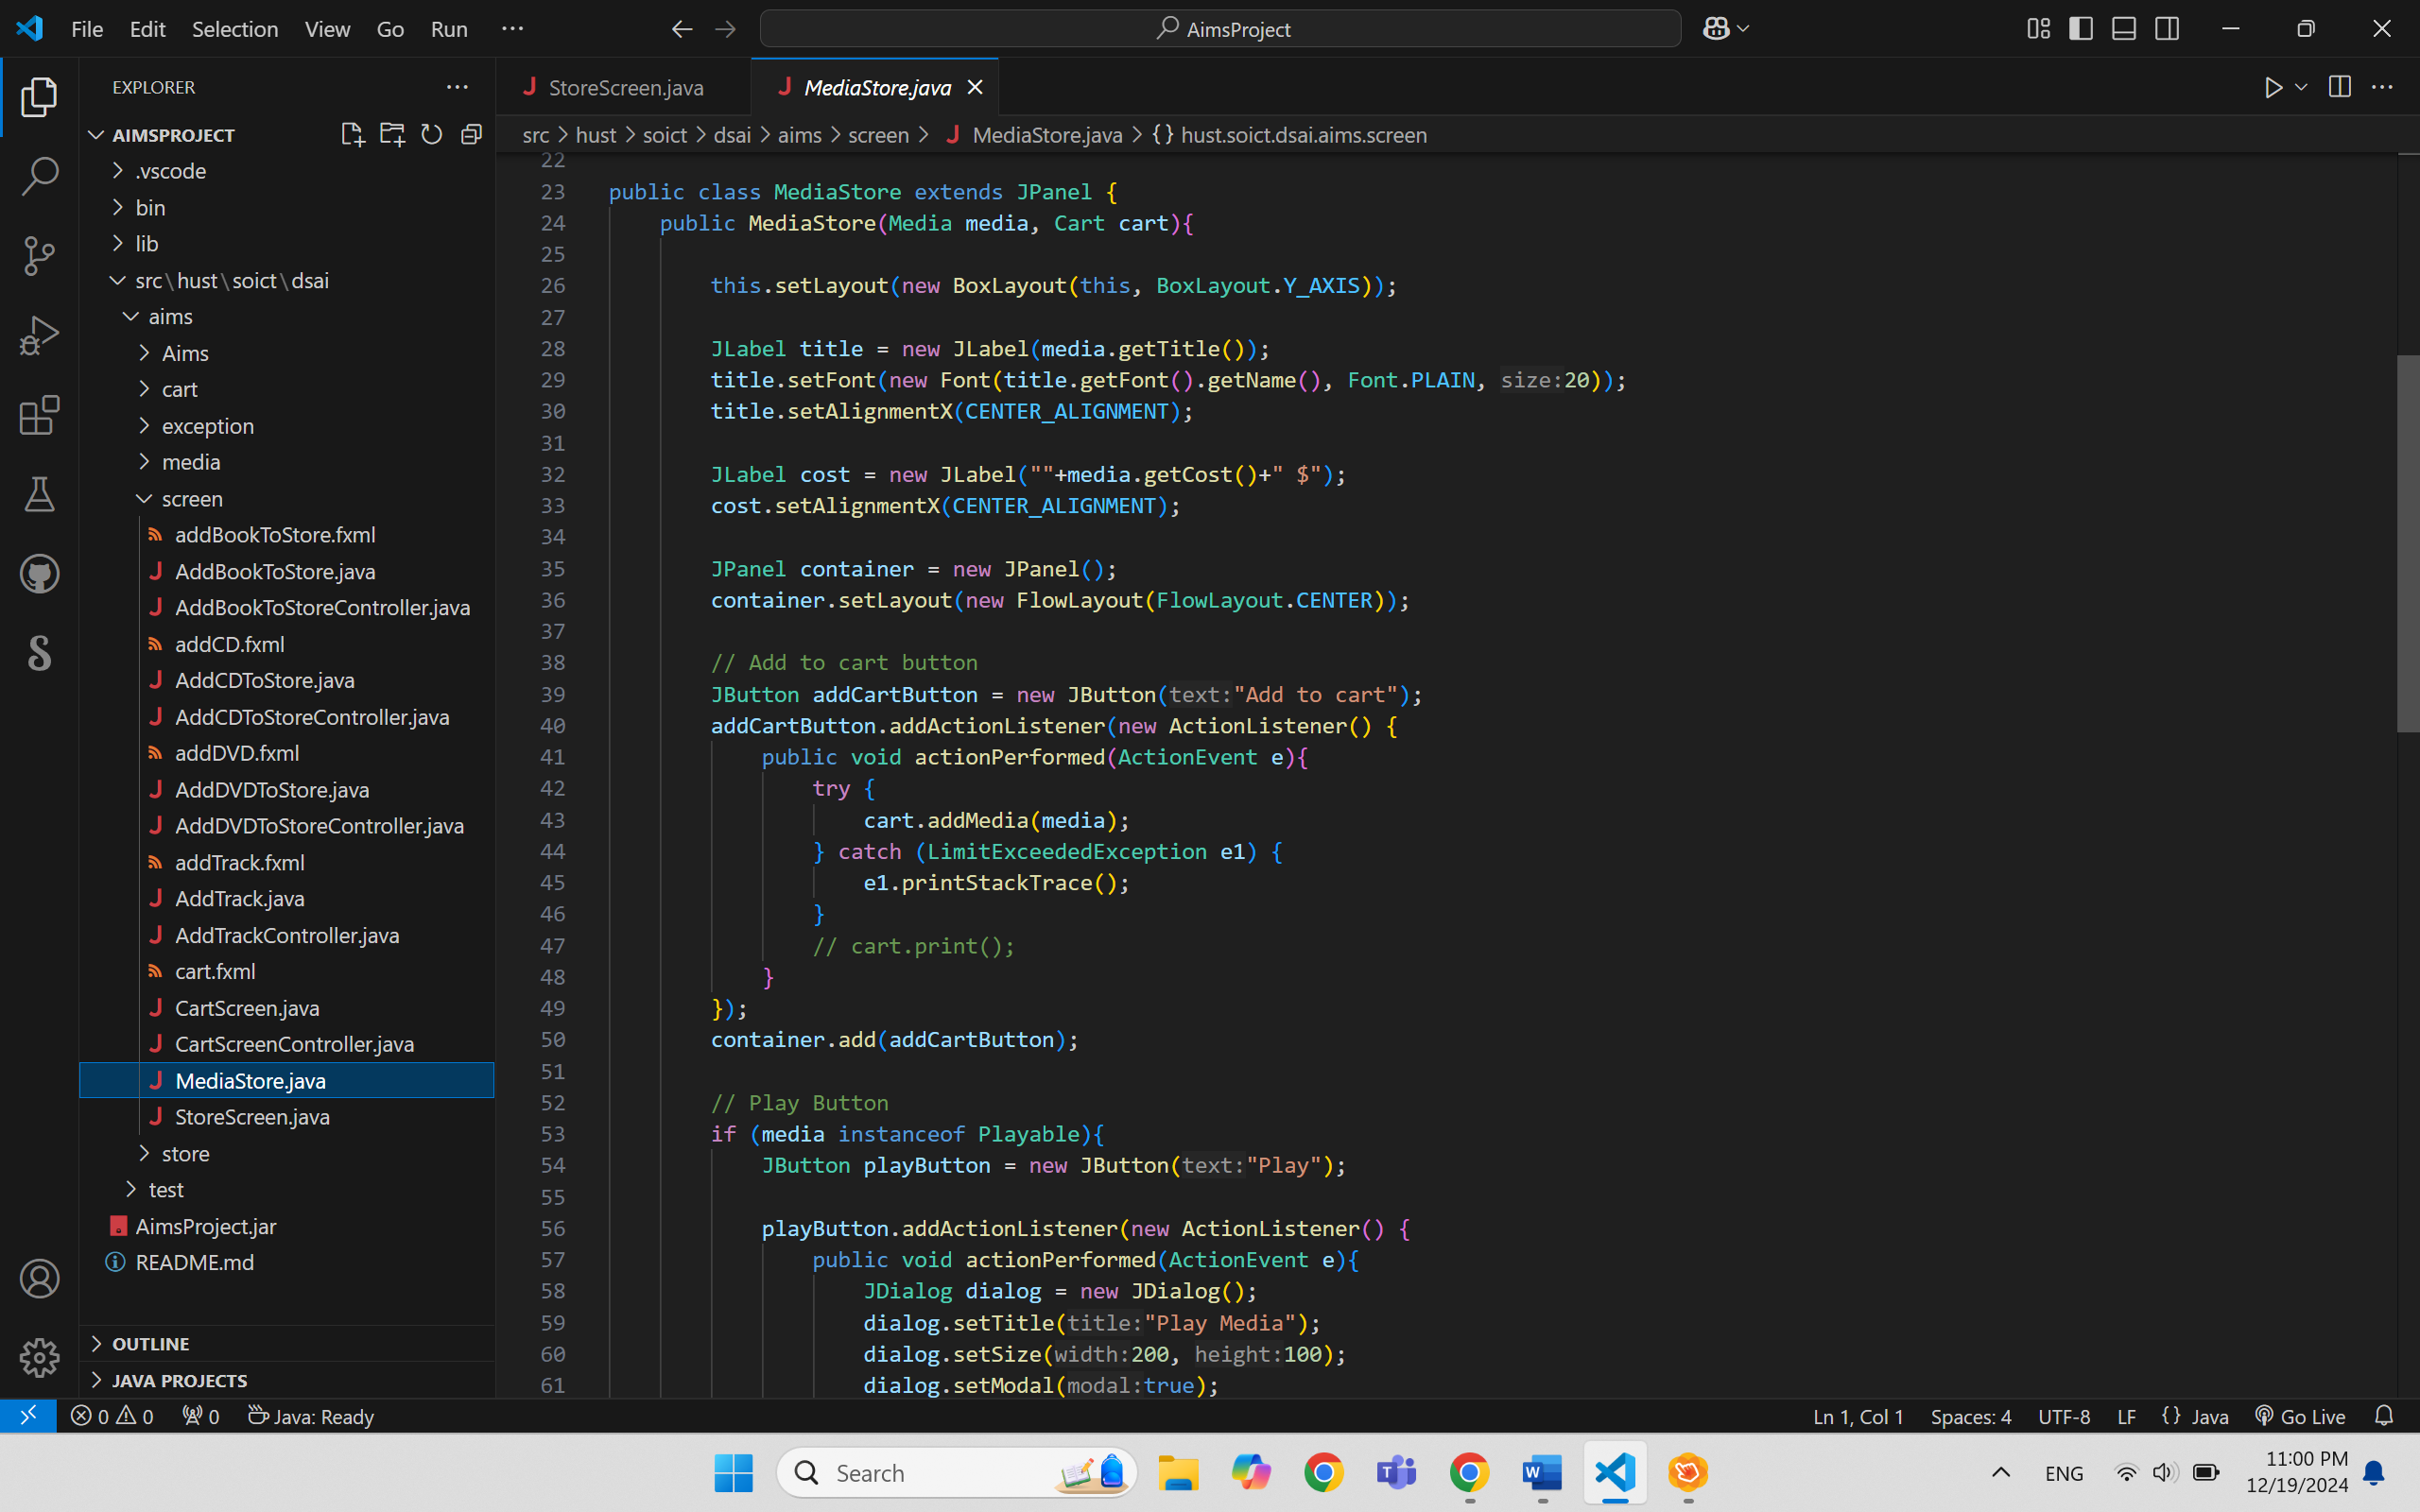 File Edit Selection View Go Run ··· AimsProject
EXPLORER ···
AIMSPROJECT
.vscode
bin
lib
src\hust\soict\dsai
aims
Aims
cart
exception
media
screen
addBookToStore.fxml
AddBookToStore.java
AddBookToStoreController.java
addCD.fxml
AddCDToStore.java
AddCDToStoreController.java
addDVD.fxml
AddDVDToStore.java
AddDVDToStoreController.java
addTrack.fxml
AddTrack.java
AddTrackController.java
cart.fxml
CartScreen.java
CartScreenController.java
MediaStore.java
StoreScreen.java
store
test
AimsProject.jar
README.md
OUTLINE
JAVA PROJECTS
StoreScreen.java MediaStore.java
src > hust > soict > dsai > aims > screen > MediaStore.java > {} hust.soict.dsai.aims.screen
22
23 public class MediaStore extends JPanel {
24 public MediaStore(Media media, Cart cart){
25
26 this.setLayout(new BoxLayout(this, BoxLayout.Y_AXIS));
27
28 JLabel title = new JLabel(media.getTitle());
29 title.setFont(new Font(title.getFont().getName(), Font.PLAIN, size:20));
30 title.setAlignmentX(CENTER_ALIGNMENT);
31
32 JLabel cost = new JLabel(""+media.getCost()+" $");
33 cost.setAlignmentX(CENTER_ALIGNMENT);
34
35 JPanel container = new JPanel();
36 container.setLayout(new FlowLayout(FlowLayout.CENTER));
37
38 // Add to cart button
39 JButton addCartButton = new JButton(text:"Add to cart");
40 addCartButton.addActionListener(new ActionListener() {
41 public void actionPerformed(ActionEvent e){
42 try {
43 cart.addMedia(media);
44 } catch (LimitExceededException e1) {
45 e1.printStackTrace();
46 }
47 // cart.print();
48 }
49 });
50 container.add(addCartButton);
51
52 // Play Button
53 if (media instanceof Playable){
54 JButton playButton = new JButton(text:"Play");
55
56 playButton.addActionListener(new ActionListener() {
57 public void actionPerformed(ActionEvent e){
58 JDialog dialog = new JDialog();
59 dialog.setTitle(title:"Play Media");
60 dialog.setSize(width:200, height:100);
61 dialog.setModal(modal:true);
0 0 0 Java: Ready Ln 1, Col 1 Spaces: 4 UTF-8 LF {} Java Go Live
Search ENG 11:00 PM
12/19/2024